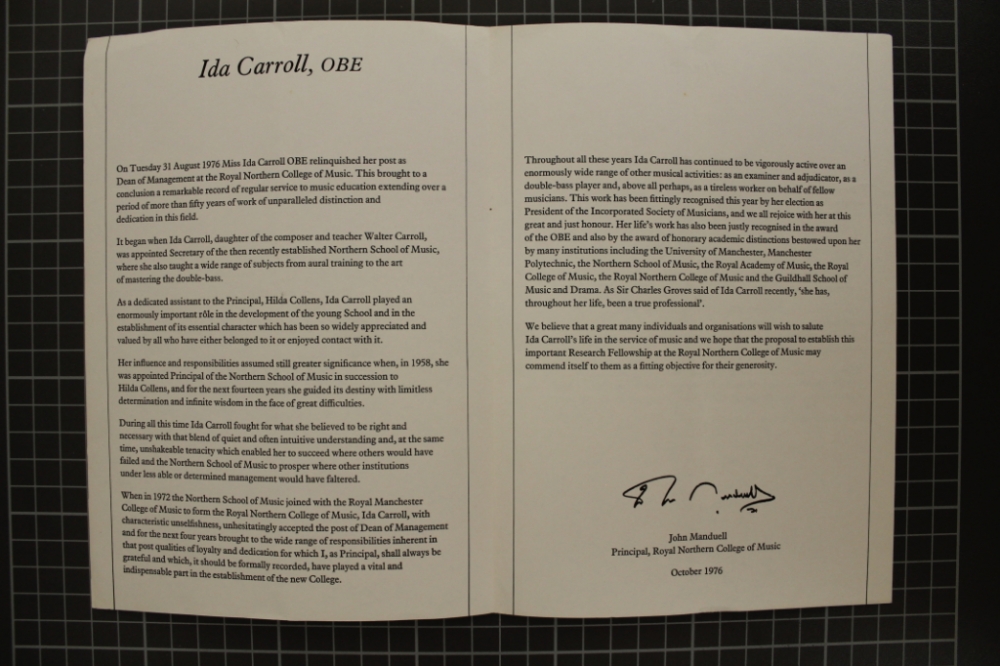 Ida Carroll, OBE
On Tuesday 31 August 1976 Miss Ida Carroll OBE relinquished her post as
Dean of Management at the Royal Northern College of Music. This brought to a
conclusion a remarkable record of regular service to music education extending over a
period of more than fifty years of work of unparalleled distinction and
dedication in this field.
It began when Ida Carroll, daughter of the composer and teacher Walter Carroll,
was appointed Secretary of the then recently established Northern School of Music,
where she also taught a wide range of subjects from aural training to the art
of mastering the double-bass.
As a dedicated assistant to the Principal, Hilda Collens, Ida Carroll played an
enormously important rôle in the development of the young School and in the
establishment of its essential character which has been so widely appreciated and
valued by all who have either belonged to it or enjoyed contact with it.
Her influence and responsibilities assumed still greater significance when, in 1958, she
was appointed Principal of the Northern School of Music in succession to
Hilda Collens, and for the next fourteen years she guided its destiny with limitless
determination and infinite wisdom in the face of great difficulties.
During all this time Ida Carroll fought for what she believed to be right and
necessary with that blend of quiet and often intuitive understanding and, at the same
time, unshakeable tenacity which enabled her to succeed where others would have
failed and the Northern School of Music to prosper where other institutions
under less able or determined management would have faltered.
When in 1972 the Northern School of Music joined with the Royal Manchester
College of Music to form the Royal Northern College of Music, Ida Carroll, with
characteristic unselfishness, unhesitatingly accepted the post of Dean of Management
and for the next four years brought to the wide range of responsibilities inherent in
that post qualities of loyalty and dedication for which I, as Principal, shall always be
grateful and which, it should be formally recorded, have played a vital and
indispensable part in the establishment of the new College.
Throughout all these years Ida Carroll has continued to be vigorously active over an
enormously wide range of other musical activities: as an examiner and adjudicator, as a
double-bass player and, above all perhaps, as a tireless worker on behalf of fellow
musicians. This work has been fittingly recognised this year by her election as
President of the Incorporated Society of Musicians, and we all rejoice with her at this
great and just honour. Her life's work has also been justly recognised in the award
of the OBE and also by the award of honorary academic distinctions bestowed upon her
by many institutions including the University of Manchester, Manchester
Polytechnic, the Northern School of Music, the Royal Academy of Music, the Royal
College of Music, the Royal Northern College of Music and the Guildhall School of
Music and Drama. As Sir Charles Groves said of Ida Carroll recently, 'she has,
throughout her life, been a true professional'.
We believe that a great many individuals and organisations will wish to salute
Ida Carroll's life in the service of music and we hope that the proposal to establish this
important Research Fellowship at the Royal Northern College of Music may
commend itself to them as a fitting objective for their generosity.
John Manduell
Principal, Royal Northern College of Music
October 1976